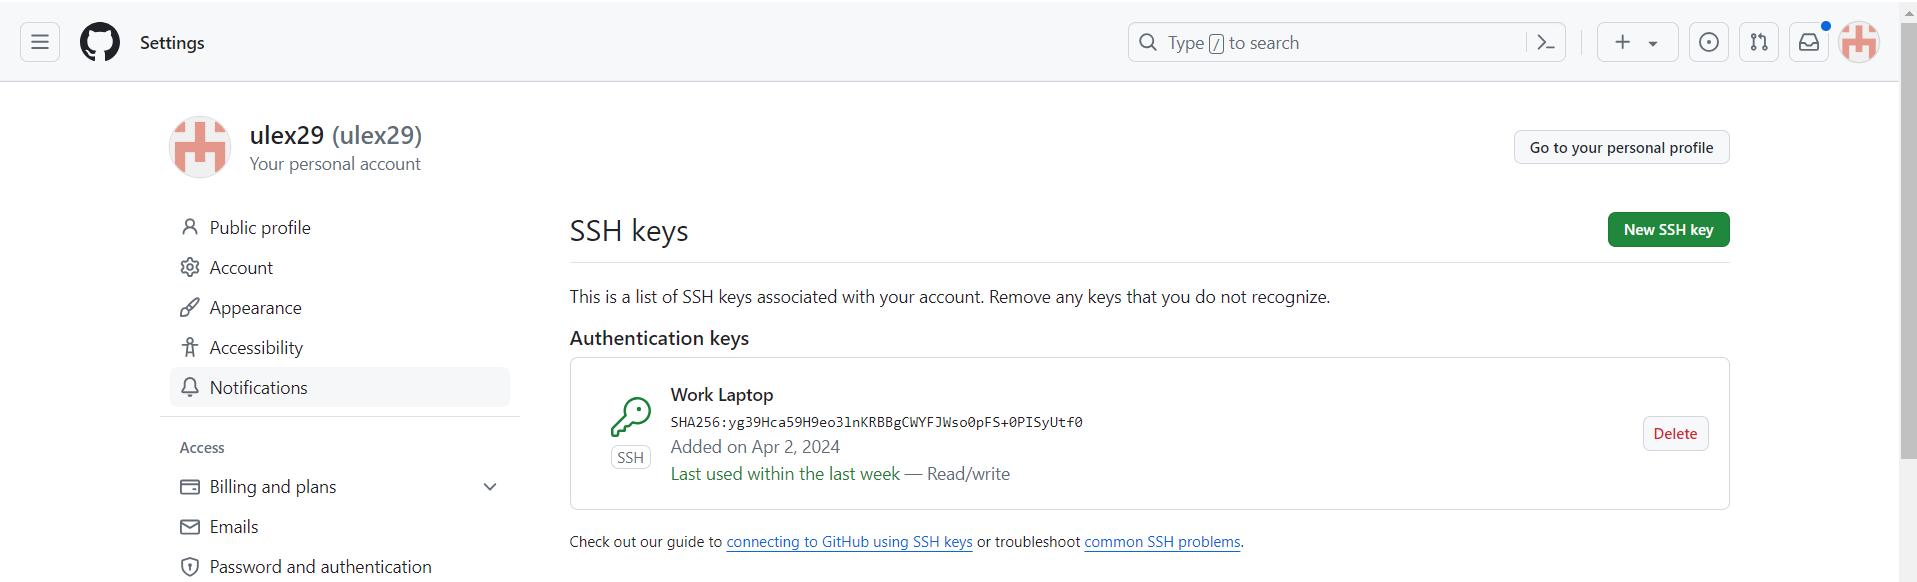 Settings
Type / to search
ulex29 (ulex29)
Your personal account
Go to your personal profile
Public profile
Account
Appearance
Accessibility
Notifications
Access
Billing and plans
Emails
Password and authentication
SSH keys
New SSH key
This is a list of SSH keys associated with your account. Remove any keys that you do not recognize.
Authentication keys
Work Laptop
SHA256:yg39Hca59H9eo3lnKRBBgCWYFJWso0pFS+0PISyUtf0
Added on Apr 2, 2024
Last used within the last week — Read/write
SSH
Delete
Check out our guide to connecting to GitHub using SSH keys or troubleshoot common SSH problems.